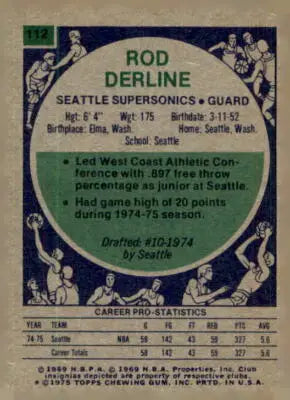 112
ROD
DERLINE
SEATTLE SUPERSONICS • GUARD
Hgt: 6' 4" Wgt: 175 Birthdate: 3-11-52
Birthplace: Elma, Wash. Home: Seattle, Wash.
School: Seattle
• Led West Coast Athletic Con-
ference with .897 free throw
percentage as junior at Seattle.
• Had game high of 20 points
during 1974-75 season.
Drafted: #10-1974
by Seattle
CAREER PRO-STATISTICS
YEAR TEAM G FG FT REB PTS AVG
74-75 Seattle NBA 58 142 43 59 327 5.6
Career Totals 58 142 43 59 327 5.6
© 1969 N.B.P.A. © 1969 N.B.A. Properties, Inc. Club
insignias depicted are property of respective clubs.
© 1975 TOPPS CHEWING GUM, INC. PRTD. IN U.S.A.